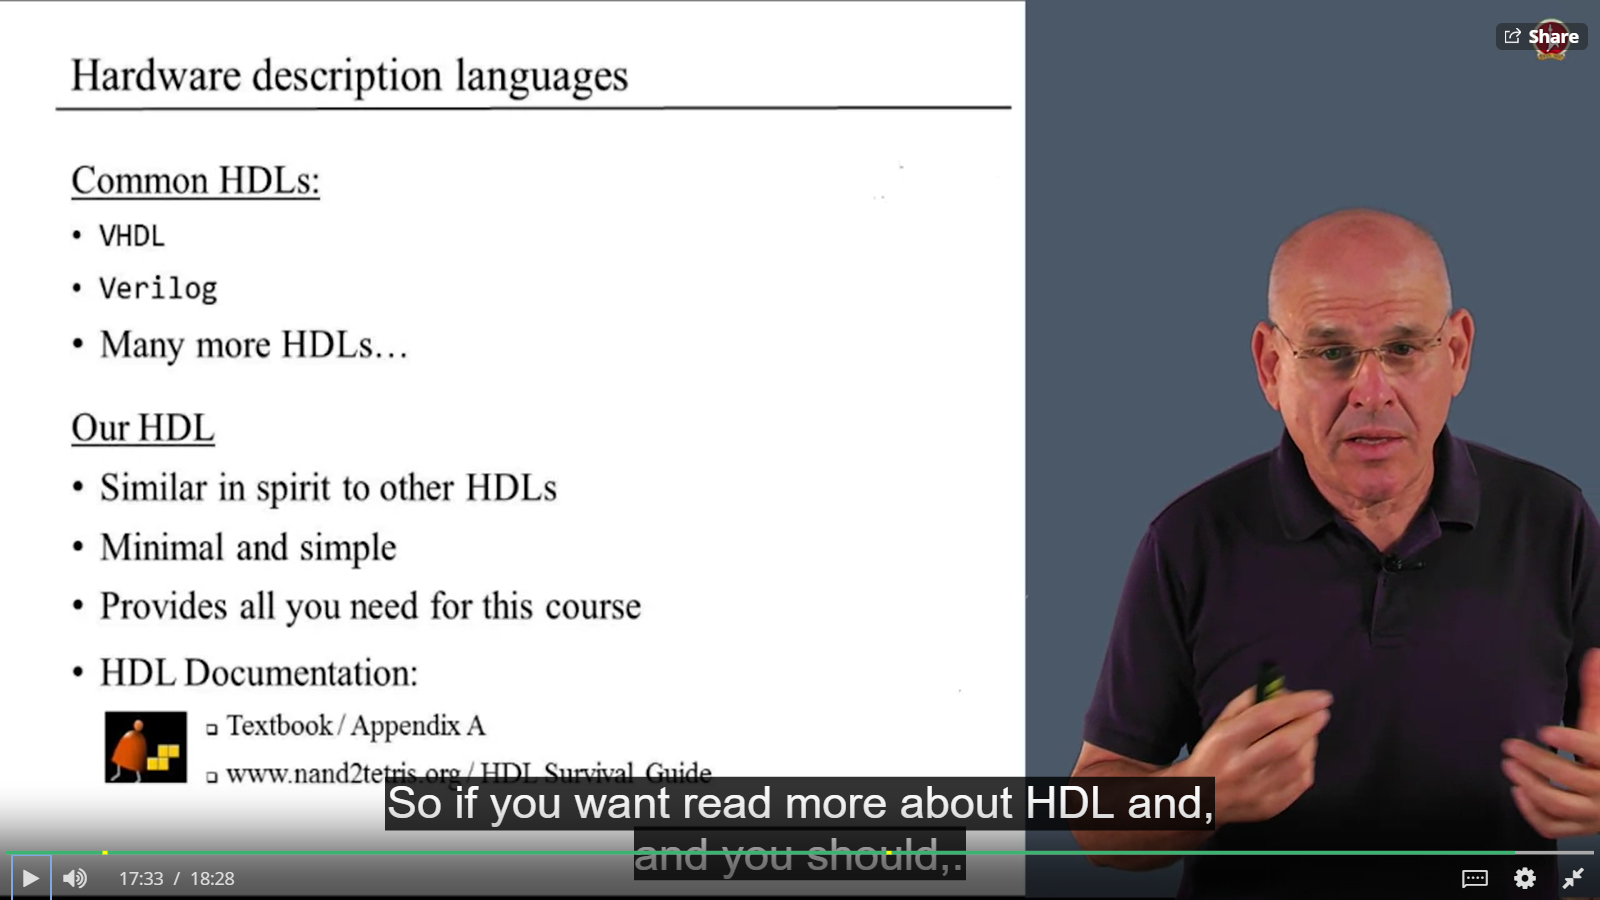 Share
Hardware description languages
Common HDLs:
• VHDL
• Verilog
• Many more HDLs...
Our HDL
• Similar in spirit to other HDLs
• Minimal and simple
• Provides all you need for this course
• HDL Documentation:
Textbook / Appendix A
www.nand2tetris.org / HDL Survival Guide
So if you want read more about HDL and,
and you should,.
17:33 / 18:28